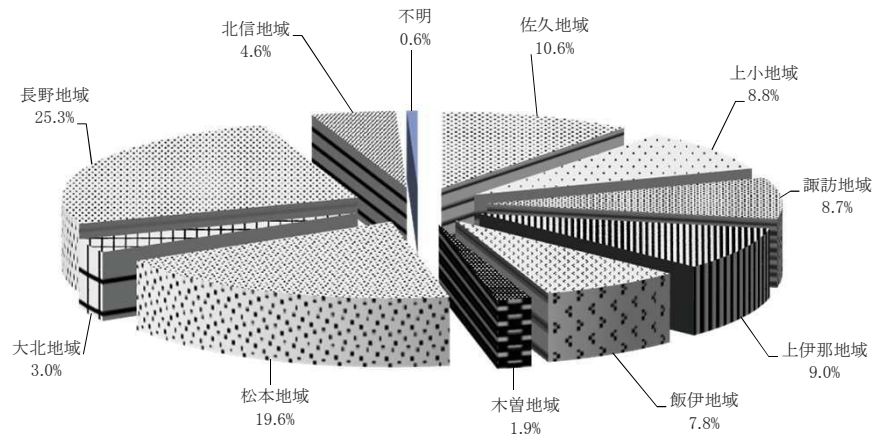 不明
0.6%
佐久地域
10.6%
上小地域
8.8%
諏訪地域
8.7%
上伊那地域
9.0%
飯伊地域
7.8%
木曽地域
1.9%
松本地域
19.6%
大北地域
3.0%
長野地域
25.3%
北信地域
4.6%